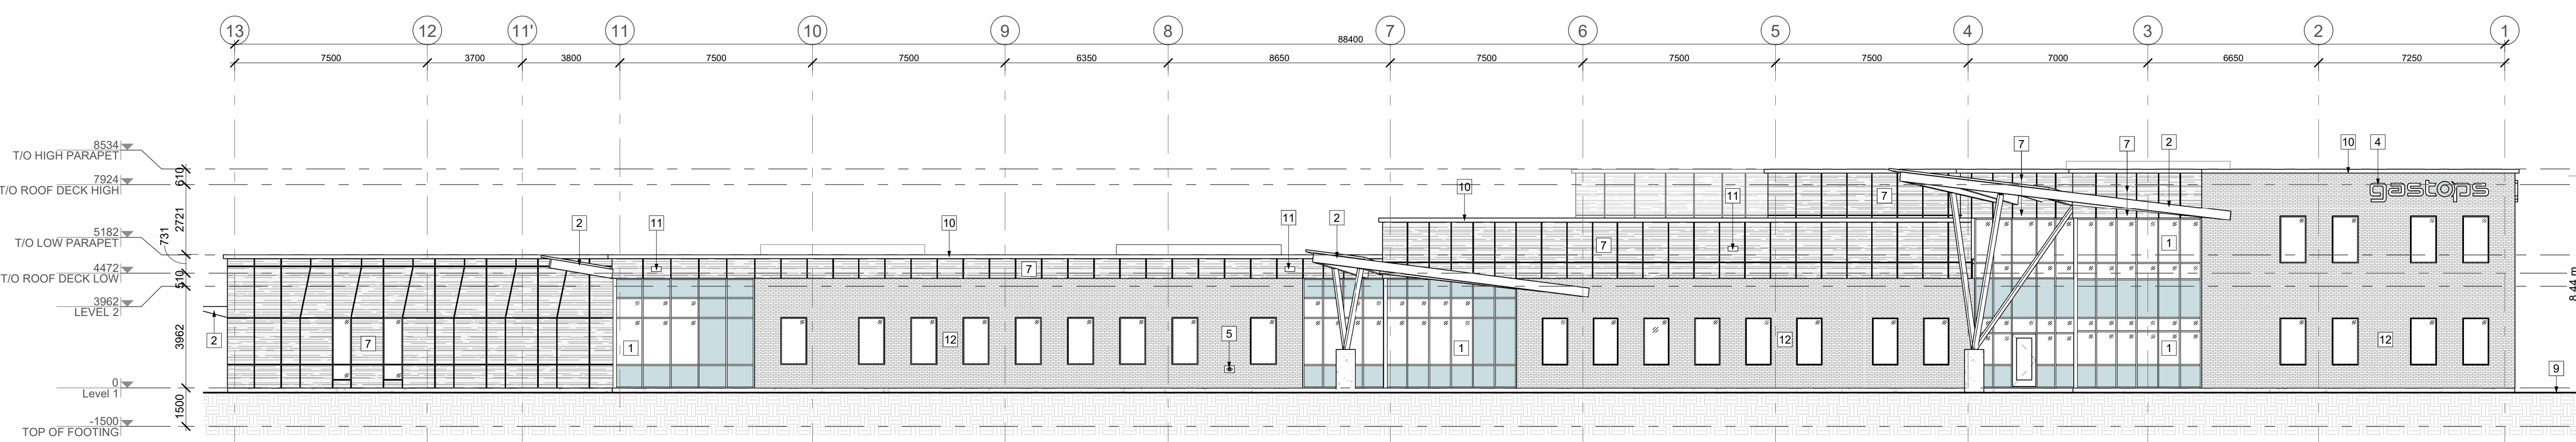 13 12 11' 11 10 9 8 7 6 5 4 3 2 1
88400
7500 3700 3800 7500 7500 6350 8650 7500 7500 7500 7000 6650 7250
8534
T/O HIGH PARAPET
610
7924
T/O ROOF DECK HIGH
2721
5182
T/O LOW PARAPET
731
4472
T/O ROOF DECK LOW
510
3962
LEVEL 2
3962
0
Level 1
1500
-1500
TOP OF FOOTING
7 7 2 10 4
gastops
10 11 7
2 11 10 11 2 7 1
7
2 7 1 12 5 1 12 1 12
9
8.44 m